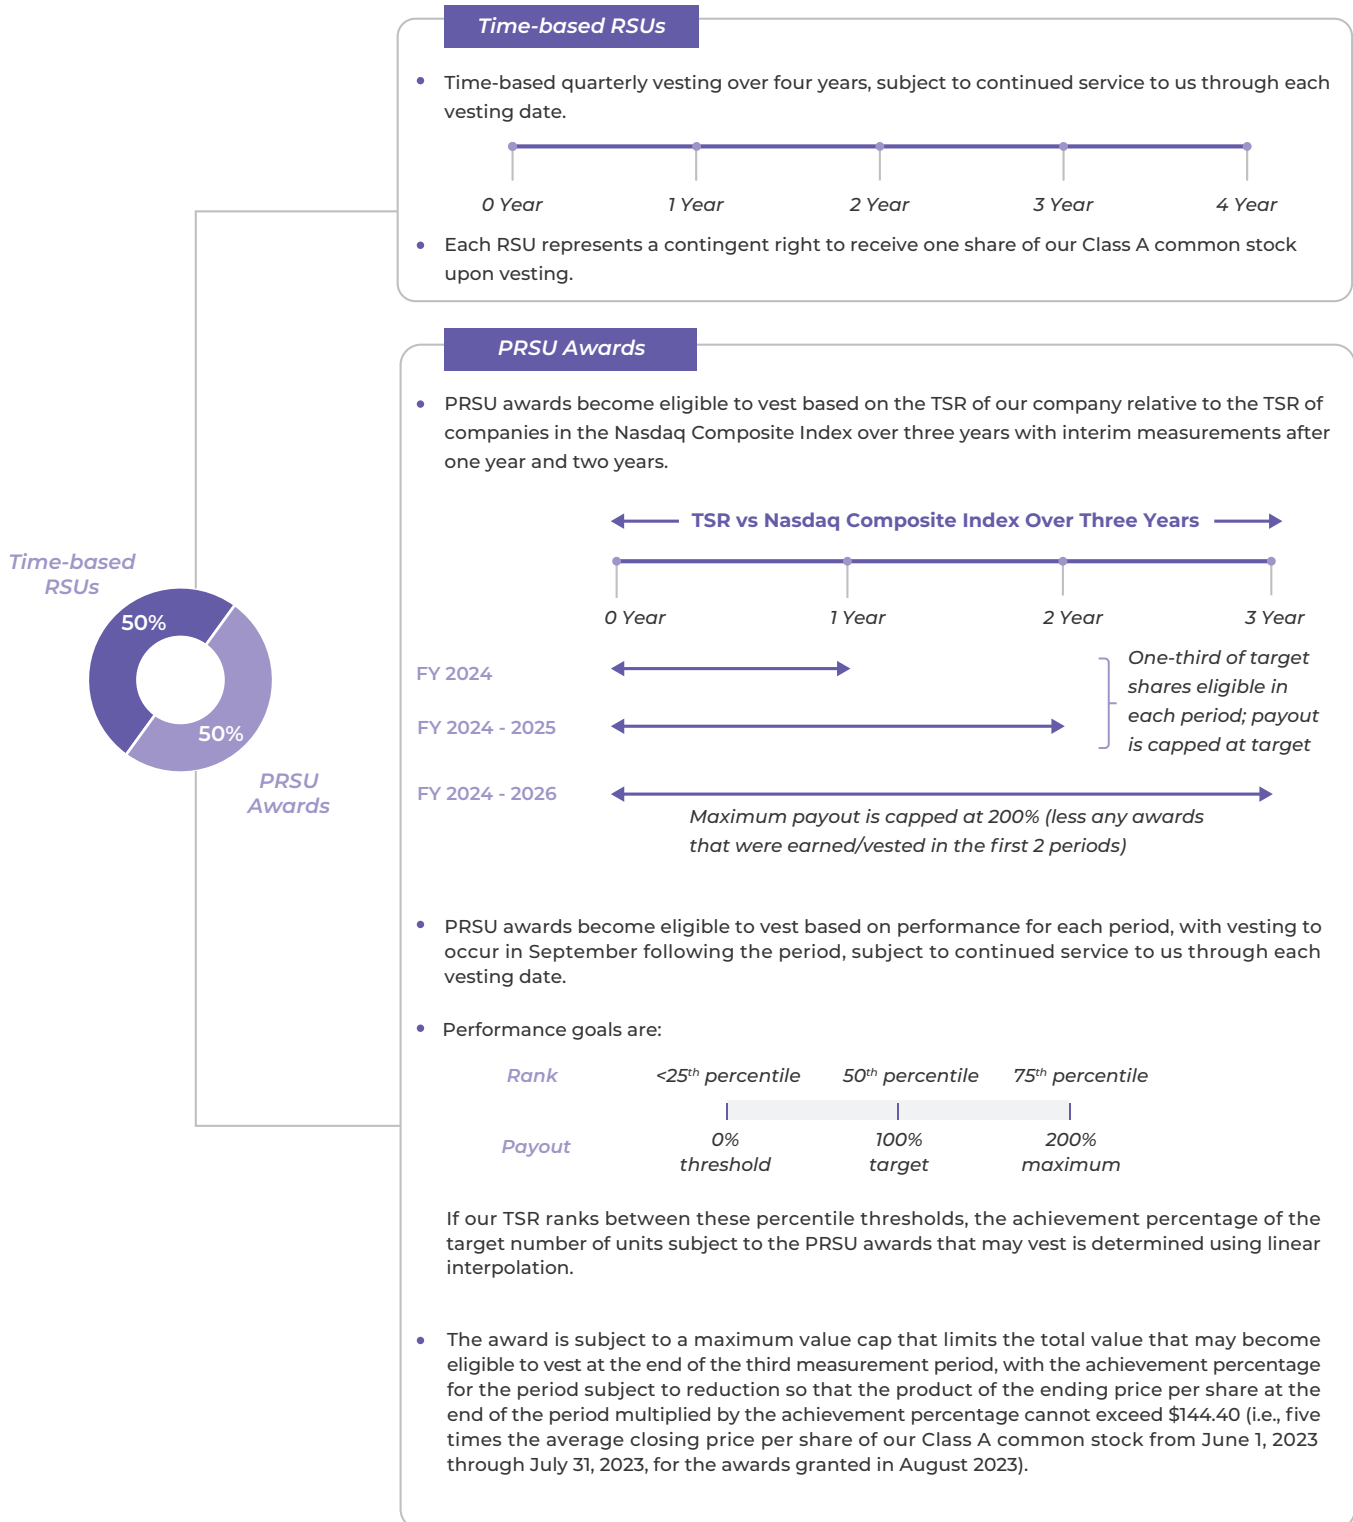 Time-based RSUs
Time-based quarterly vesting over four years, subject to continued service to us through each
vesting date.
0 Year 1 Year 2 Year 3 Year 4 Year
Each RSU represents a contingent right to receive one share of our Class A common stock
upon vesting.
PRSU Awards
PRSU awards become eligible to vest based on the TSR of our company relative to the TSR of
companies in the Nasdaq Composite Index over three years with interim measurements after
one year and two years.
TSR vs Nasdaq Composite Index Over Three Years
0 Year 1 Year 2 Year 3 Year
Time-based
RSUs
50%
50%
PRSU
Awards
FY 2024
FY 2024 - 2025
One-third of target
shares eligible in
each period; payout
is capped at target
FY 2024 - 2026
Maximum payout is capped at 200% (less any awards
that were earned/vested in the first 2 periods)
PRSU awards become eligible to vest based on performance for each period, with vesting to
occur in September following the period, subject to continued service to us through each
vesting date.
Performance goals are:
Rank <25th percentile 50th percentile 75th percentile
Payout 0% 100% 200%
threshold target maximum
If our TSR ranks between these percentile thresholds, the achievement percentage of the
target number of units subject to the PRSU awards that may vest is determined using linear
interpolation.
The award is subject to a maximum value cap that limits the total value that may become
eligible to vest at the end of the third measurement period, with the achievement percentage
for the period subject to reduction so that the product of the ending price per share at the
end of the period multiplied by the achievement percentage cannot exceed $144.40 (i.e., five
times the average closing price per share of our Class A common stock from June 1, 2023
through July 31, 2023, for the awards granted in August 2023).